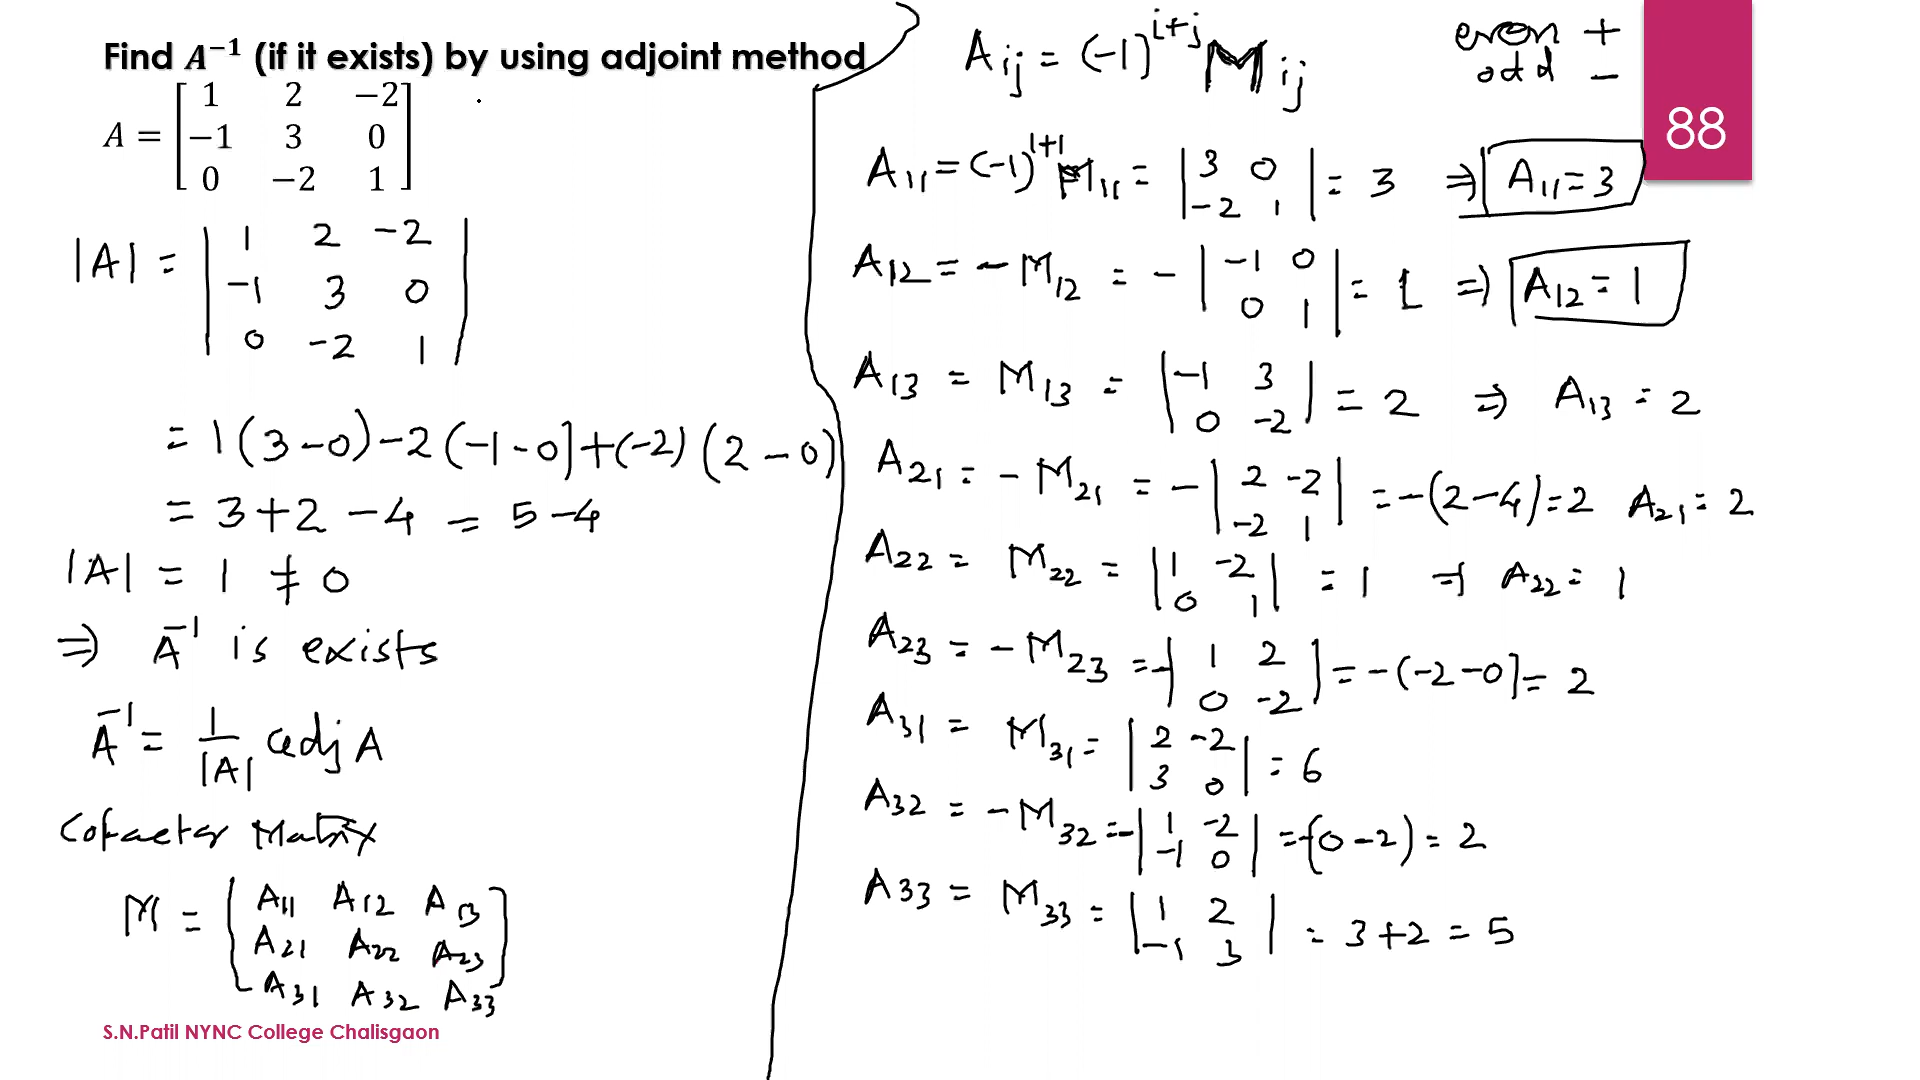 Find A⁻¹ (if it exists) by using adjoint method
A = [1 2 −2
−1 3 0
0 −2 1]
|A| = | 1 2 -2
-1 3 0
0 -2 1 |
= 1(3-0)-2(-1-0]+(-2)(2-0)
= 3+2-4 = 5-4
|A| = 1 ≠ 0
⇒ A⁻¹ is exists
A⁻¹ = 1/|A| adj A
Cofactor Matrix
M = [A11 A12 A13
A21 A22 A23
A31 A32 A33]
S.N.Patil NYNC College Chalisgaon
Aij = (-1)^i+j Mij
even +
odd -
88
A11 = (-1)^1+1 M11 = | 3 0
-2 1 | = 3 ⇒ A11 = 3
A12 = - M12 = - | -1 0
0 1 | = 1 ⇒ A12 = 1
A13 = M13 = | -1 3
0 -2 | = 2 ⇒ A13 = 2
A21 = - M21 = - | 2 -2
-2 1 | = -(2-4) = 2 A21 = 2
A22 = M22 = | 1 -2
0 1 | = 1 ⇒ A22 = 1
A23 = - M23 = - | 1 2
0 -2 | = -(-2-0] = 2
A31 = M31 = | 2 -2
3 0 | = 6
A32 = - M32 = - | 1 -2
-1 0 | = -(0-2) = 2
A33 = M33 = | 1 2
-1 3 | = 3+2 = 5